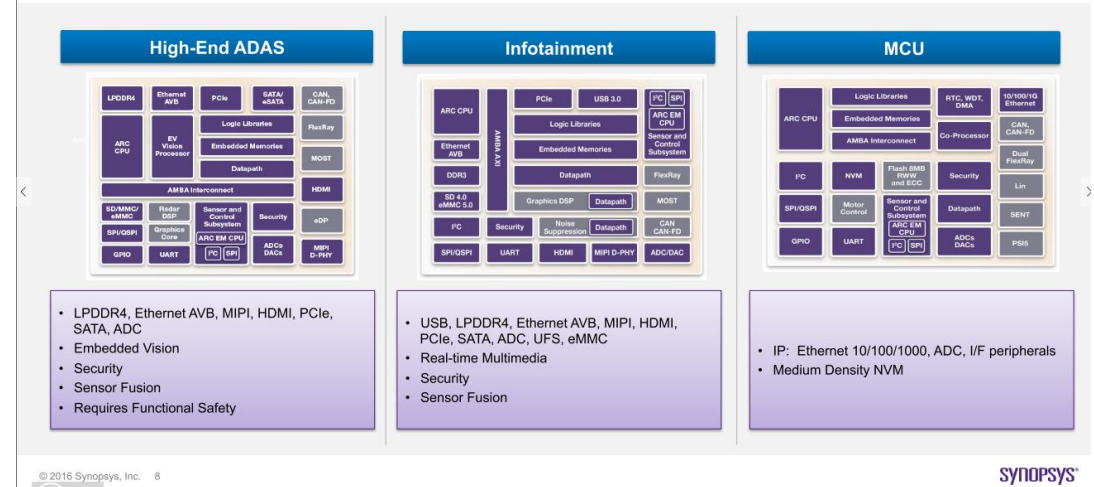 High-End ADAS
LPDDR4
Ethernet
AVB
PCIe
SATA/
eSATA
CAN,
CAN-FD
ARC
CPU
EV
Vision
Processor
Logic Libraries
Embedded Memories
Datapath
FlexRay
MOST
AMBA Interconnect
HDMI
SD/MMC/
eMMC
Radar
DSP
Sensor and
Control
Subsystem
Security
eDP
SPI/QSPI
Graphics
Core
ARC EM CPU
I²C SPI
GPIO
UART
ADCs
DACs
MIPI
D-PHY
• LPDDR4, Ethernet AVB, MIPI, HDMI, PCIe,
SATA, ADC
• Embedded Vision
• Security
• Sensor Fusion
• Requires Functional Safety
Infotainment
ARC CPU
AMBA AXI
PCIe
USB 3.0
I²C SPI
ARC EM
CPU
Sensor and
Control
Subsystem
Logic Libraries
Ethernet
AVB
Embedded Memories
DDR3
Datapath
FlexRay
SD 4.0
eMMC 5.0
Graphics DSP
Datapath
MOST
I²C
Security
Noise
Suppression
Datapath
CAN
CAN-FD
SPI/QSPI
UART
HDMI
MIPI D-PHY
ADC/DAC
• USB, LPDDR4, Ethernet AVB, MIPI, HDMI,
PCIe, SATA, ADC, UFS, eMMC
• Real-time Multimedia
• Security
• Sensor Fusion
MCU
ARC CPU
Logic Libraries
Embedded Memories
AMBA Interconnect
RTC, WDT,
DMA
Co-Processor
10/100/1G
Ethernet
CAN,
CAN-FD
Dual
FlexRay
I²C
NVM
Flash 8MB
RWW
and ECC
Security
Lin
SPI/QSPI
Motor
Control
Sensor and
Control
Subsystem
ARC EM
CPU
I²C SPI
Datapath
SENT
GPIO
UART
ADCs
DACs
PSI5
• IP: Ethernet 10/100/1000, ADC, I/F peripherals
• Medium Density NVM
© 2016 Synopsys, Inc. 8
SYNOPSYS®